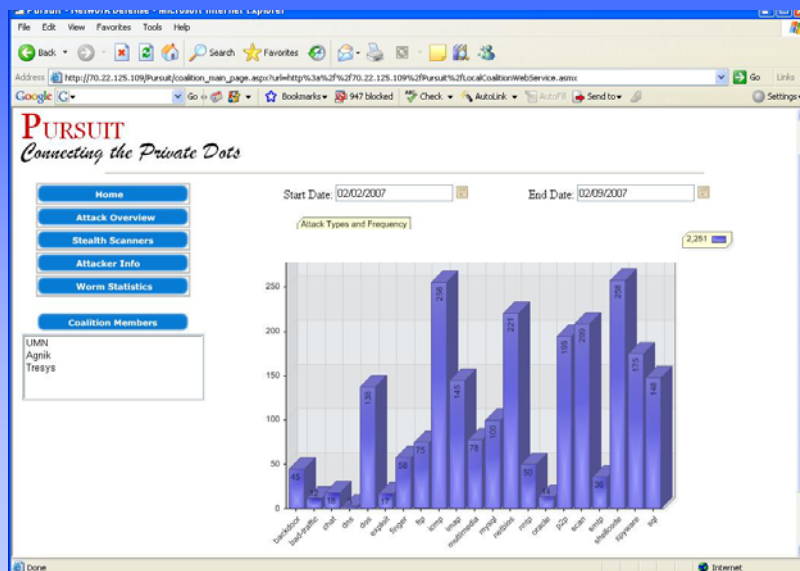 Pursuit - Network Defense - Microsoft Internet Explorer
File Edit View Favorites Tools Help
Back Search Favorites
Address http://70.22.125.109/Pursuit/coalition_main_page.aspx?url=http%3a%2f%2f70.22.125.109%2fPursuit%2fLocalCoalitionWebService.asmx Go Links
Google G Go Bookmarks 947 blocked Check AutoLink AutoFill Send to Settings
PURSUIT
Connecting the Private Dots
Start Date: 02/02/2007 End Date: 02/09/2007
Home
Attack Overview
Stealth Scanners
Attacker Info
Worm Statistics
Coalition Members
UMN
Agnik
Tresys
Attack Types and Frequency
2,251
250
200
150
100
50
0
45
12
18
138
17
58
75
256
145
78
100
221
50
14
195
209
36
258
175
148
backdoor
bad-traffic
chat
dns
dos
exploit
finger
ftp
icmp
imap
multimedia
mysql
netbios
nntp
oracle
p2p
scan
smtp
shellcode
spyware
sql
Done Internet